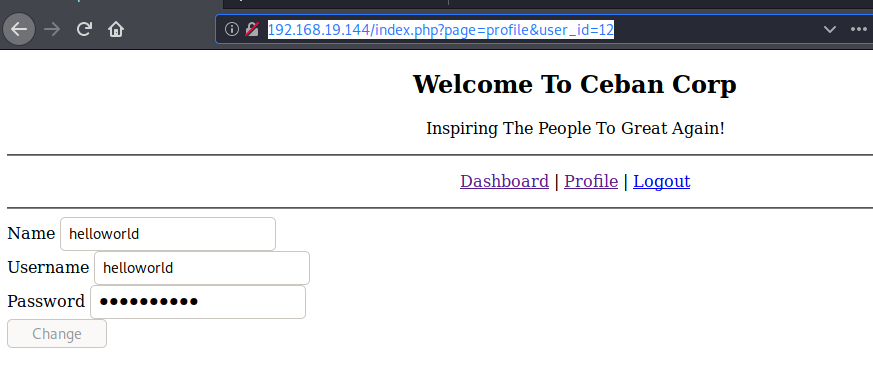 192.168.19.144/index.php?page=profile&user_id=12
Welcome To Ceban Corp
Inspiring The People To Great Again!
Dashboard | Profile | Logout
Name helloworld
Username helloworld
Password ●●●●●●●●●●
Change